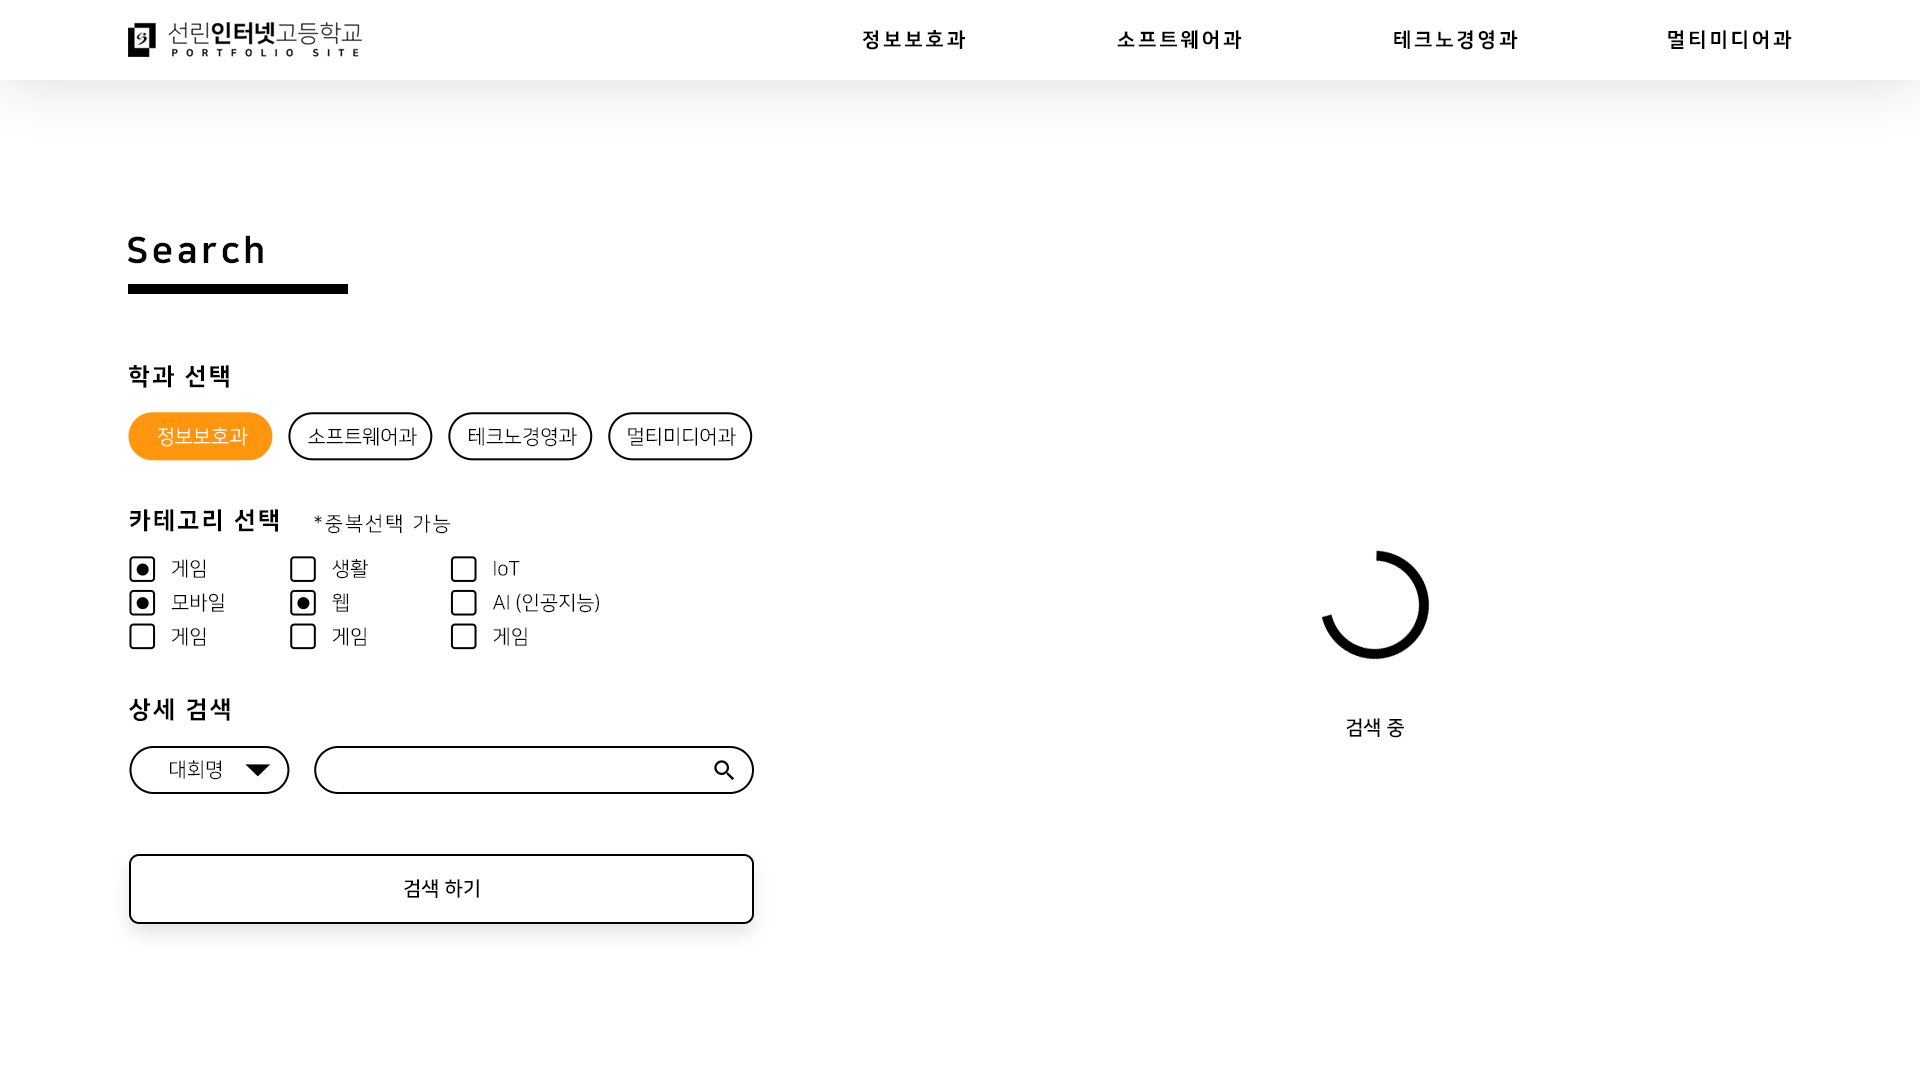 선린인터넷고등학교
PORTFOLIO SITE
정보보호과 소프트웨어과 테크노경영과 멀티미디어과
Search
학과 선택
정보보호과 소프트웨어과 테크노경영과 멀티미디어과
카테고리 선택 *중복선택 가능
게임 생활 IoT
모바일 웹 AI (인공지능)
게임 게임 게임
상세 검색
대회명
검색 하기
검색 중